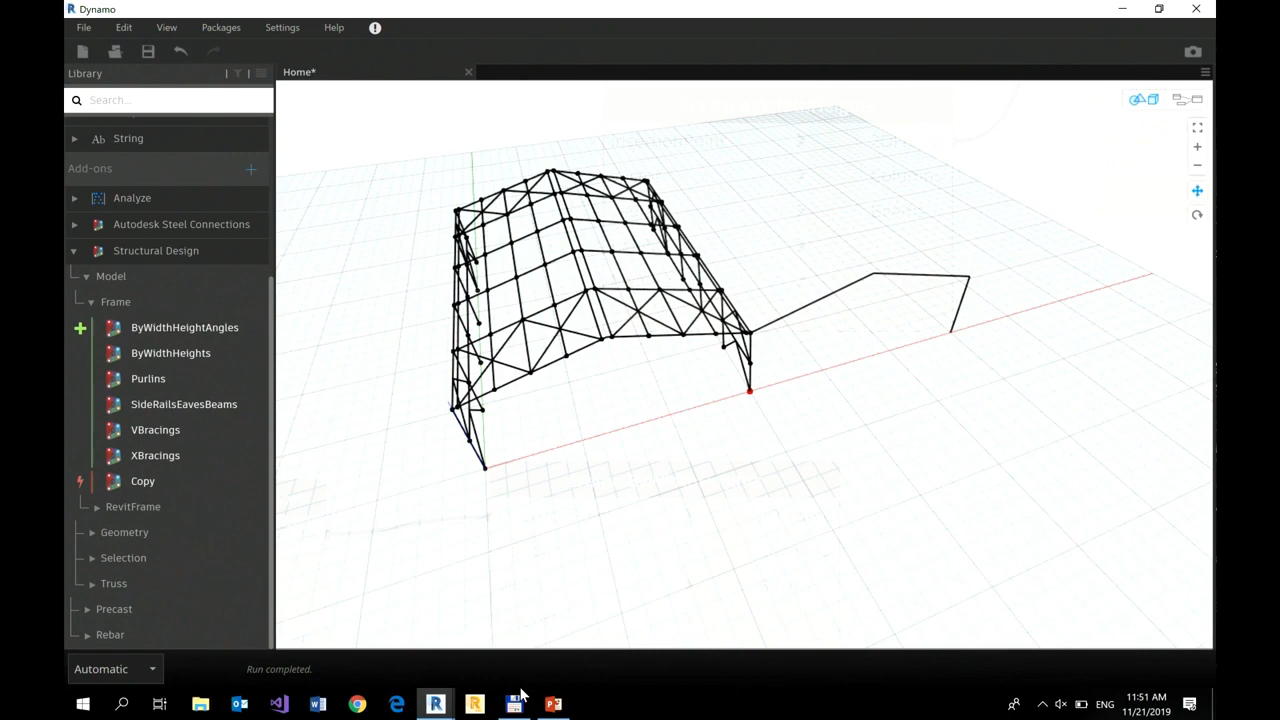 Dynamo
File Edit View Packages Settings Help
Library
Home*
Search...
Ab String
Add-ons
Analyze
Autodesk Steel Connections
Structural Design
Model
Frame
ByWidthHeightAngles
ByWidthHeights
Purlins
SideRailsEavesBeams
VBracings
XBracings
Copy
RevitFrame
Geometry
Selection
Truss
Precast
Rebar
Automatic
Run completed.
ENG
11:51 AM
11/21/2019